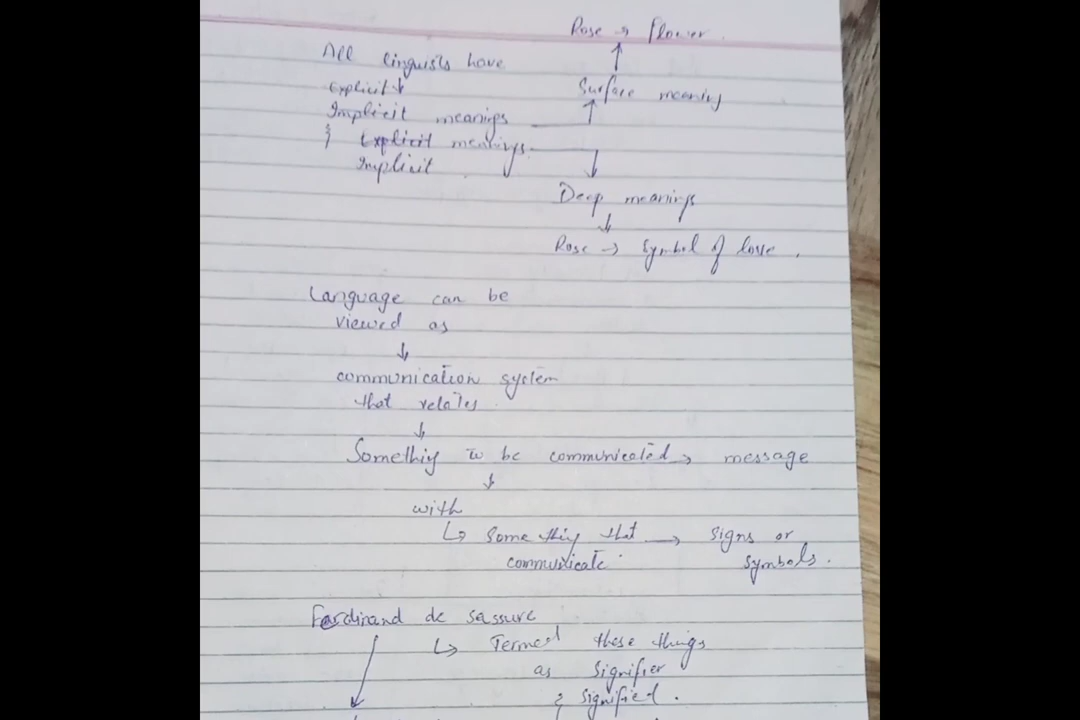 Rose → flower.
All linguists have
Explicit
Surface meaning
Implicit meanings
& Explicit meanings
Implicit
Deep meanings
Rose → Symbol of love.
Language can be
viewed as
communication system
that relates
Something to be communicated → message
with
Something that → signs or
communicate symbols.
Ferdinand de sassure
Termed these things
as signifier
& signified.